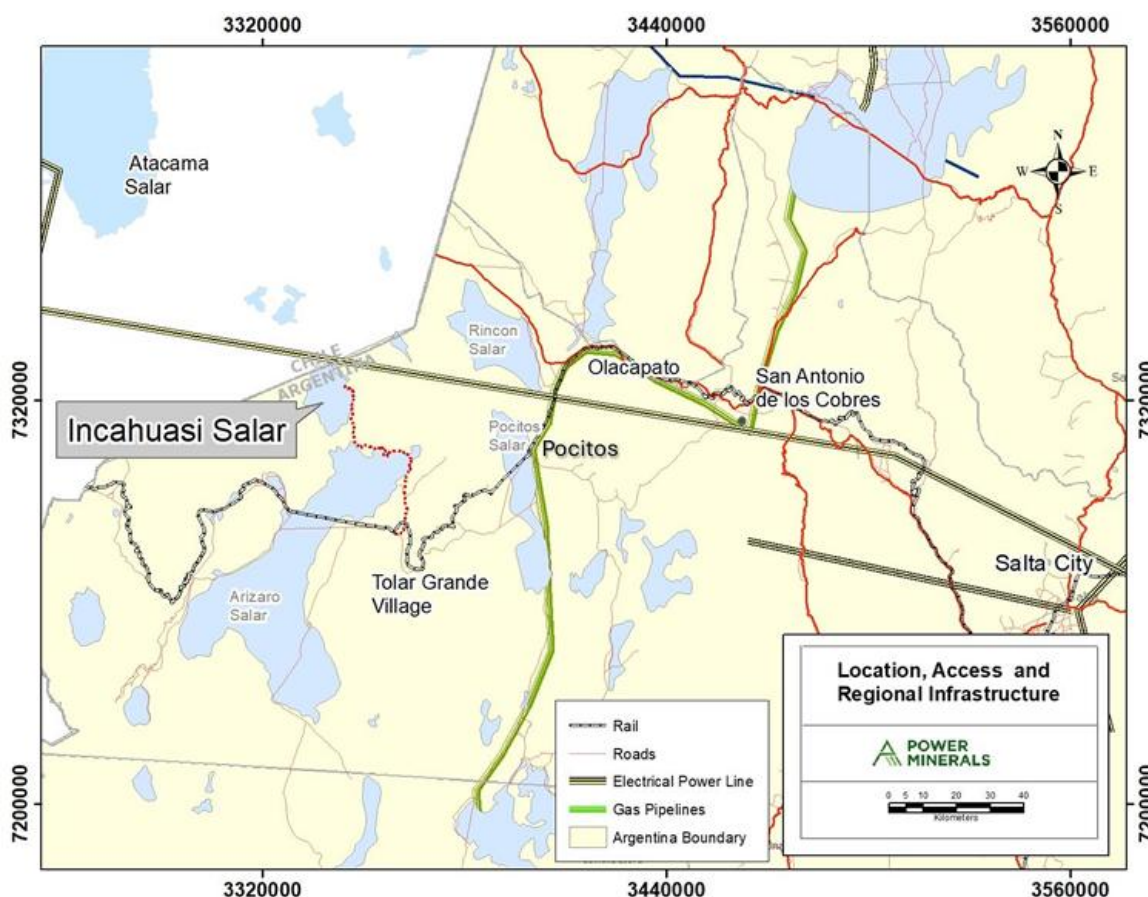 3320000
3440000
3560000
Atacama
Salar
N
W
E
S
Rincon
Salar
CHILE
ARGENTINA
Olacapato
San Antonio
de los Cobres
7320000
7320000
Incahuasi Salar
Pocitos
Salar
Pocitos
Salta City
Tolar Grande
Village
Arizaro
Salar
Location, Access and
Regional Infrastructure
Rail
Roads
POWER
MINERALS
Electrical Power Line
Gas Pipelines
0 5 10 20 30 40
Kilometers
Argentina Boundary
7200000
7200000
3320000
3440000
3560000